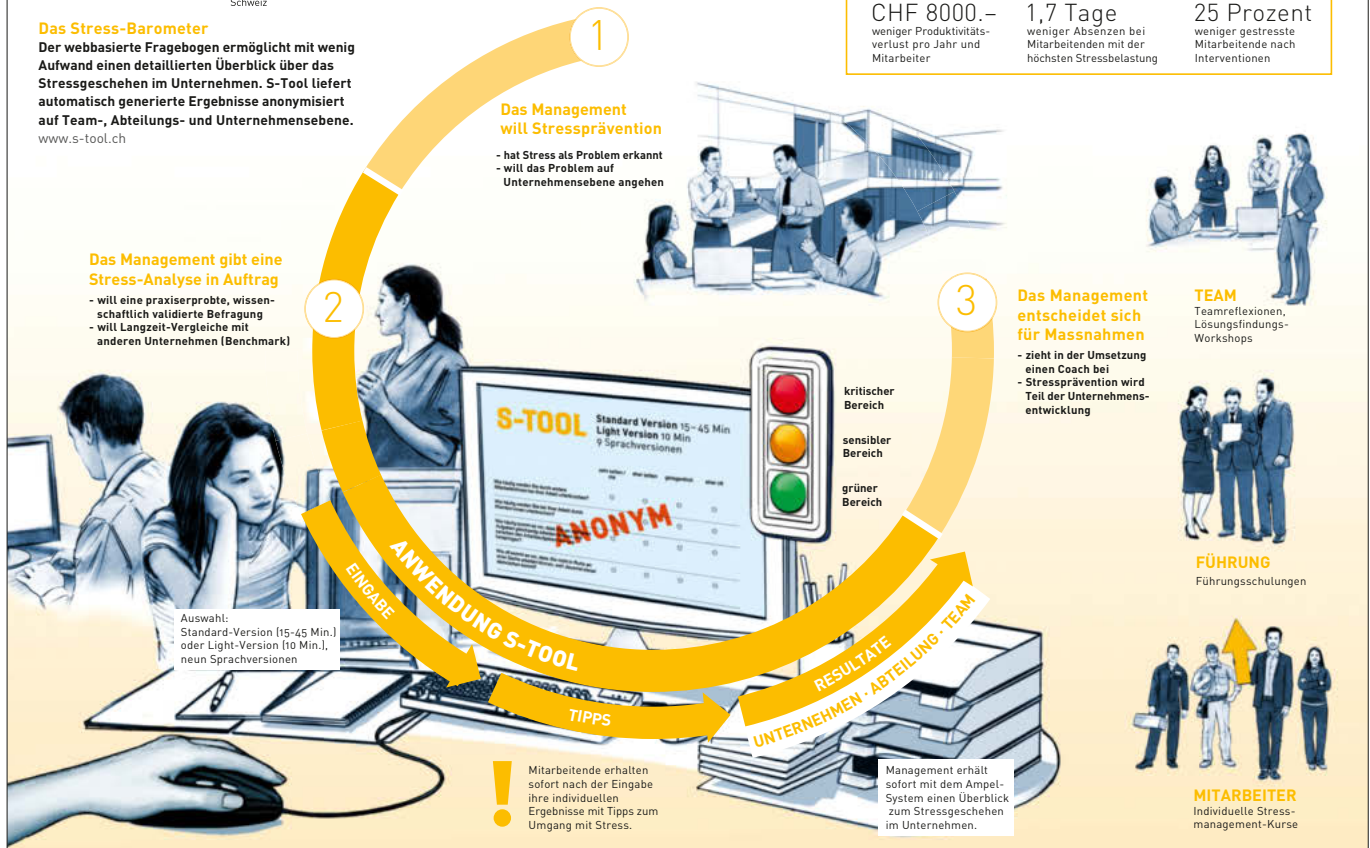 Schweiz
Das Stress-Barometer
Der webbasierte Fragebogen ermöglicht mit wenig
Aufwand einen detaillierten Überblick über das
Stressgeschehen im Unternehmen. S-Tool liefert
automatisch generierte Ergebnisse anonymisiert
auf Team-, Abteilungs- und Unternehmensebene.
www.s-tool.ch
CHF 8000.–
weniger Produktivitäts-
verlust pro Jahr und
Mitarbeiter
1,7 Tage
weniger Absenzen bei
Mitarbeitenden mit der
höchsten Stressbelastung
25 Prozent
weniger gestresste
Mitarbeitende nach
Interventionen
1
Das Management
will Stressprävention
- hat Stress als Problem erkannt
- will das Problem auf
Unternehmensebene angehen
2
Das Management gibt eine
Stress-Analyse in Auftrag
- will eine praxiserprobte, wissen-
schaftlich validierte Befragung
- will Langzeit-Vergleiche mit
anderen Unternehmen (Benchmark)
3
Das Management
entscheidet sich
für Massnahmen
- zieht in der Umsetzung
einen Coach bei
- Stressprävention wird
Teil der Unternehmens-
entwicklung
TEAM
Teamreflexionen,
Lösungsfindungs-
Workshops
FÜHRUNG
Führungsschulungen
MITARBEITER
Individuelle Stress-
management-Kurse
S-TOOL
Standard Version 15–45 Min
Light Version 10 Min
9 Sprachversionen
ANONYM
kritischer
Bereich
sensibler
Bereich
grüner
Bereich
ANWENDUNG S-TOOL
EINGABE
TIPPS
RESULTATE
UNTERNEHMEN · ABTEILUNG · TEAM
Auswahl:
Standard-Version (15-45 Min.)
oder Light-Version (10 Min.),
neun Sprachversionen
!
Mitarbeitende erhalten
sofort nach der Eingabe
ihre individuellen
Ergebnisse mit Tipps zum
Umgang mit Stress.
Management erhält
sofort mit dem Ampel-
System einen Überblick
zum Stressgeschehen
im Unternehmen.